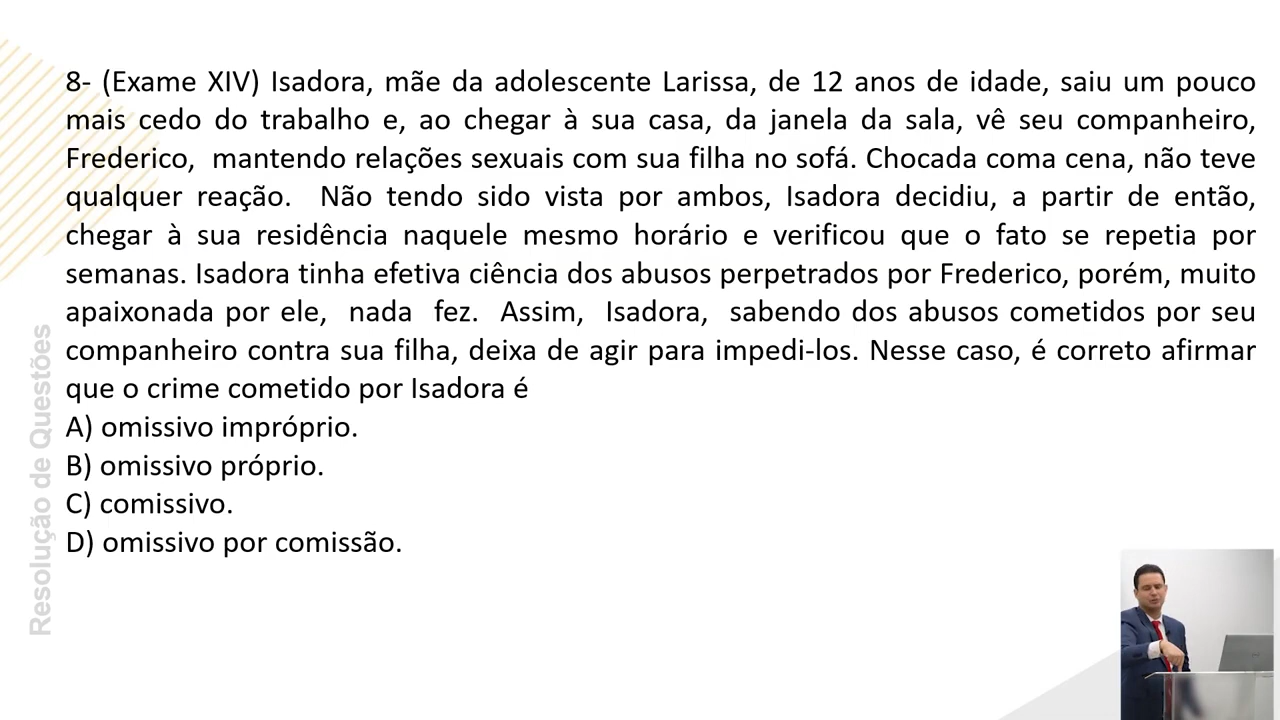 8- (Exame XIV) Isadora, mãe da adolescente Larissa, de 12 anos de idade, saiu um pouco
mais cedo do trabalho e, ao chegar à sua casa, da janela da sala, vê seu companheiro,
Frederico, mantendo relações sexuais com sua filha no sofá. Chocada coma cena, não teve
qualquer reação. Não tendo sido vista por ambos, Isadora decidiu, a partir de então,
chegar à sua residência naquele mesmo horário e verificou que o fato se repetia por
semanas. Isadora tinha efetiva ciência dos abusos perpetrados por Frederico, porém, muito
apaixonada por ele, nada fez. Assim, Isadora, sabendo dos abusos cometidos por seu
companheiro contra sua filha, deixa de agir para impedi-los. Nesse caso, é correto afirmar
que o crime cometido por Isadora é
A) omissivo impróprio.
B) omissivo próprio.
C) comissivo.
D) omissivo por comissão.
Resolução de Questões